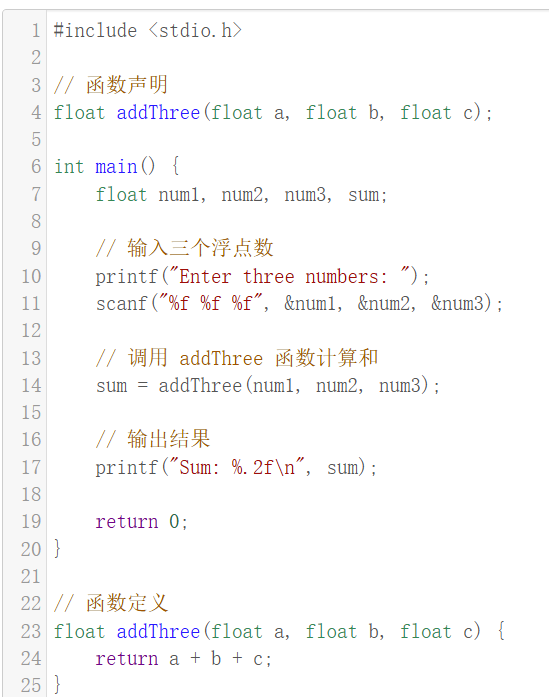 1 #include <stdio.h>
2
3 // 函数声明
4 float addThree(float a, float b, float c);
5
6 int main() {
7     float num1, num2, num3, sum;
8
9     // 输入三个浮点数
10     printf("Enter three numbers: ");
11     scanf("%f %f %f", &num1, &num2, &num3);
12
13     // 调用 addThree 函数计算和
14     sum = addThree(num1, num2, num3);
15
16     // 输出结果
17     printf("Sum: %.2f\n", sum);
18
19     return 0;
20 }
21
22 // 函数定义
23 float addThree(float a, float b, float c) {
24     return a + b + c;
25 }